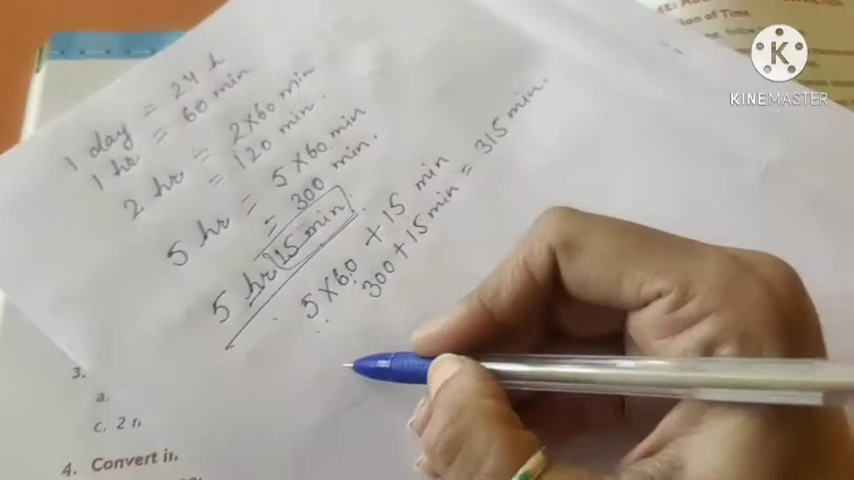 1 day = 24 h
1 hr = 60 min
2 hr = 2×60 min
= 120 min.
5 hr = 5×60 min
= 300 min.
5 hr 15 min
5×60 + 15 min
300 + 15 min = 315 min.
3.
a.
c. 2
4. Convert
of Time
KINEMASTER